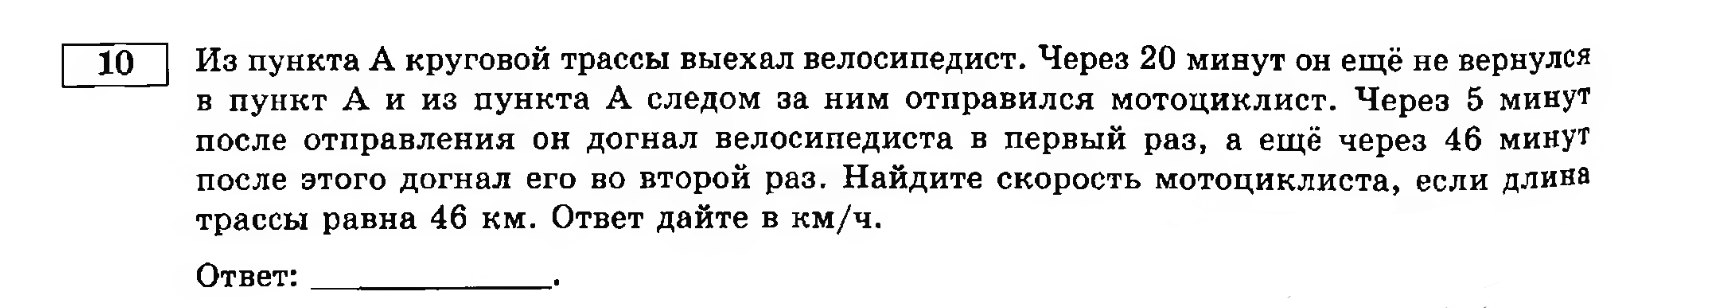 10 Из пункта А круговой трассы выехал велосипедист. Через 20 минут он ещё не вернулся
в пункт А и из пункта А следом за ним отправился мотоциклист. Через 5 минут
после отправления он догнал велосипедиста в первый раз, а ещё через 46 минут
после этого догнал его во второй раз. Найдите скорость мотоциклиста, если длина
трассы равна 46 км. Ответ дайте в км/ч.
Ответ: ______________.